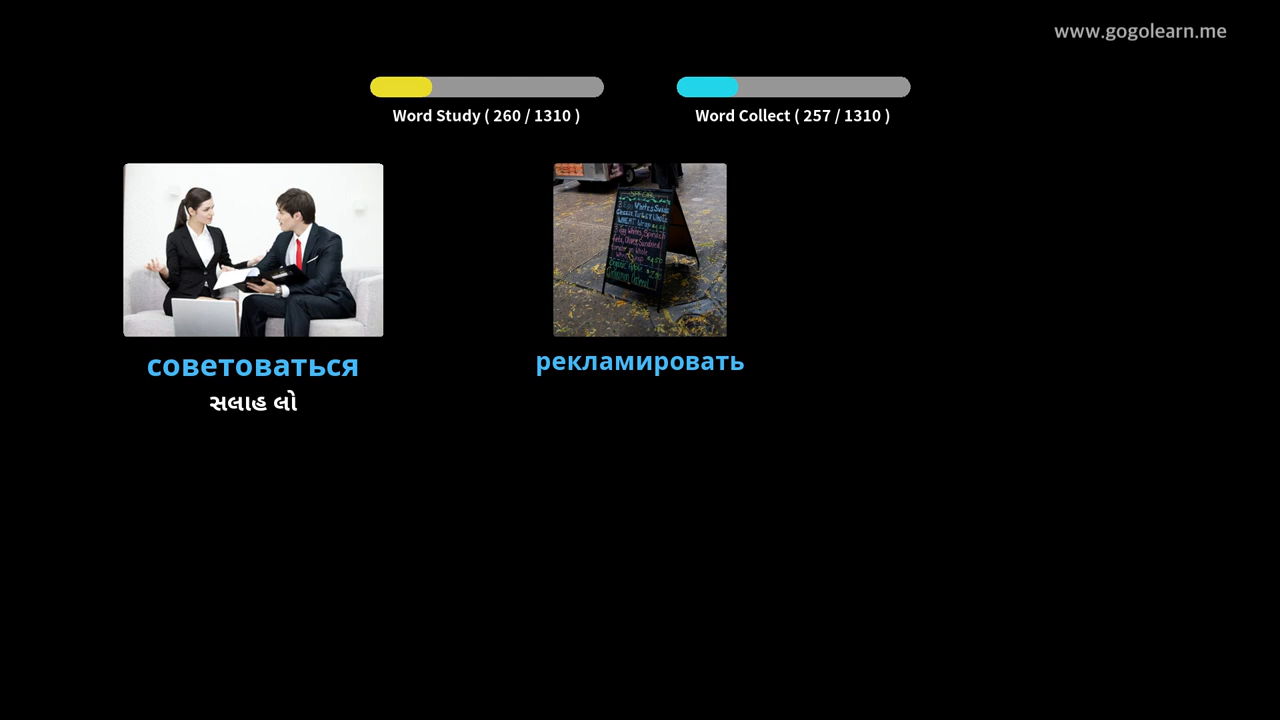 www.gogolearn.me
Word Study ( 260 / 1310 )
Word Collect ( 257 / 1310 )
советоваться
સલાહ લો
рекламировать